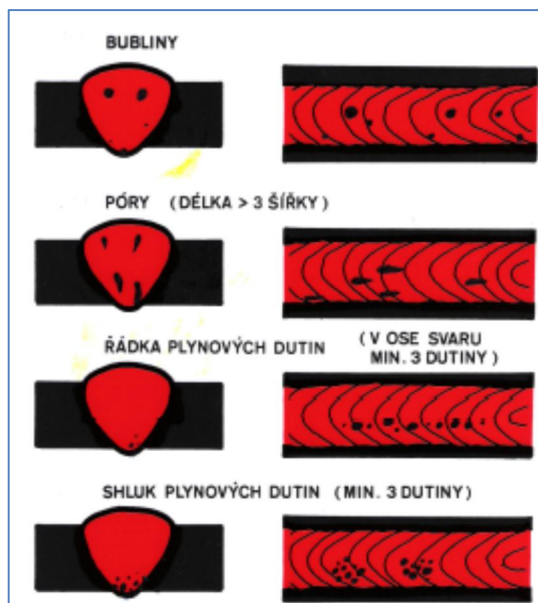 BUBLINY
PÓRY (DÉLKA > 3 ŠÍŘKY)
ŘÁDKA PLYNOVÝCH DUTIN (V OSE SVARU
MIN. 3 DUTINY)
SHLUK PLYNOVÝCH DUTIN (MIN. 3 DUTINY)